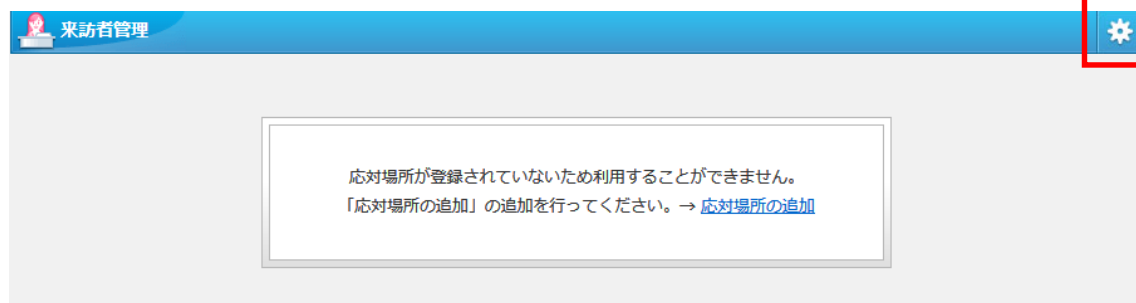 来訪者管理
応対場所が登録されていないため利用することができません。
「応対場所の追加」の追加を行ってください。→ 応対場所の追加